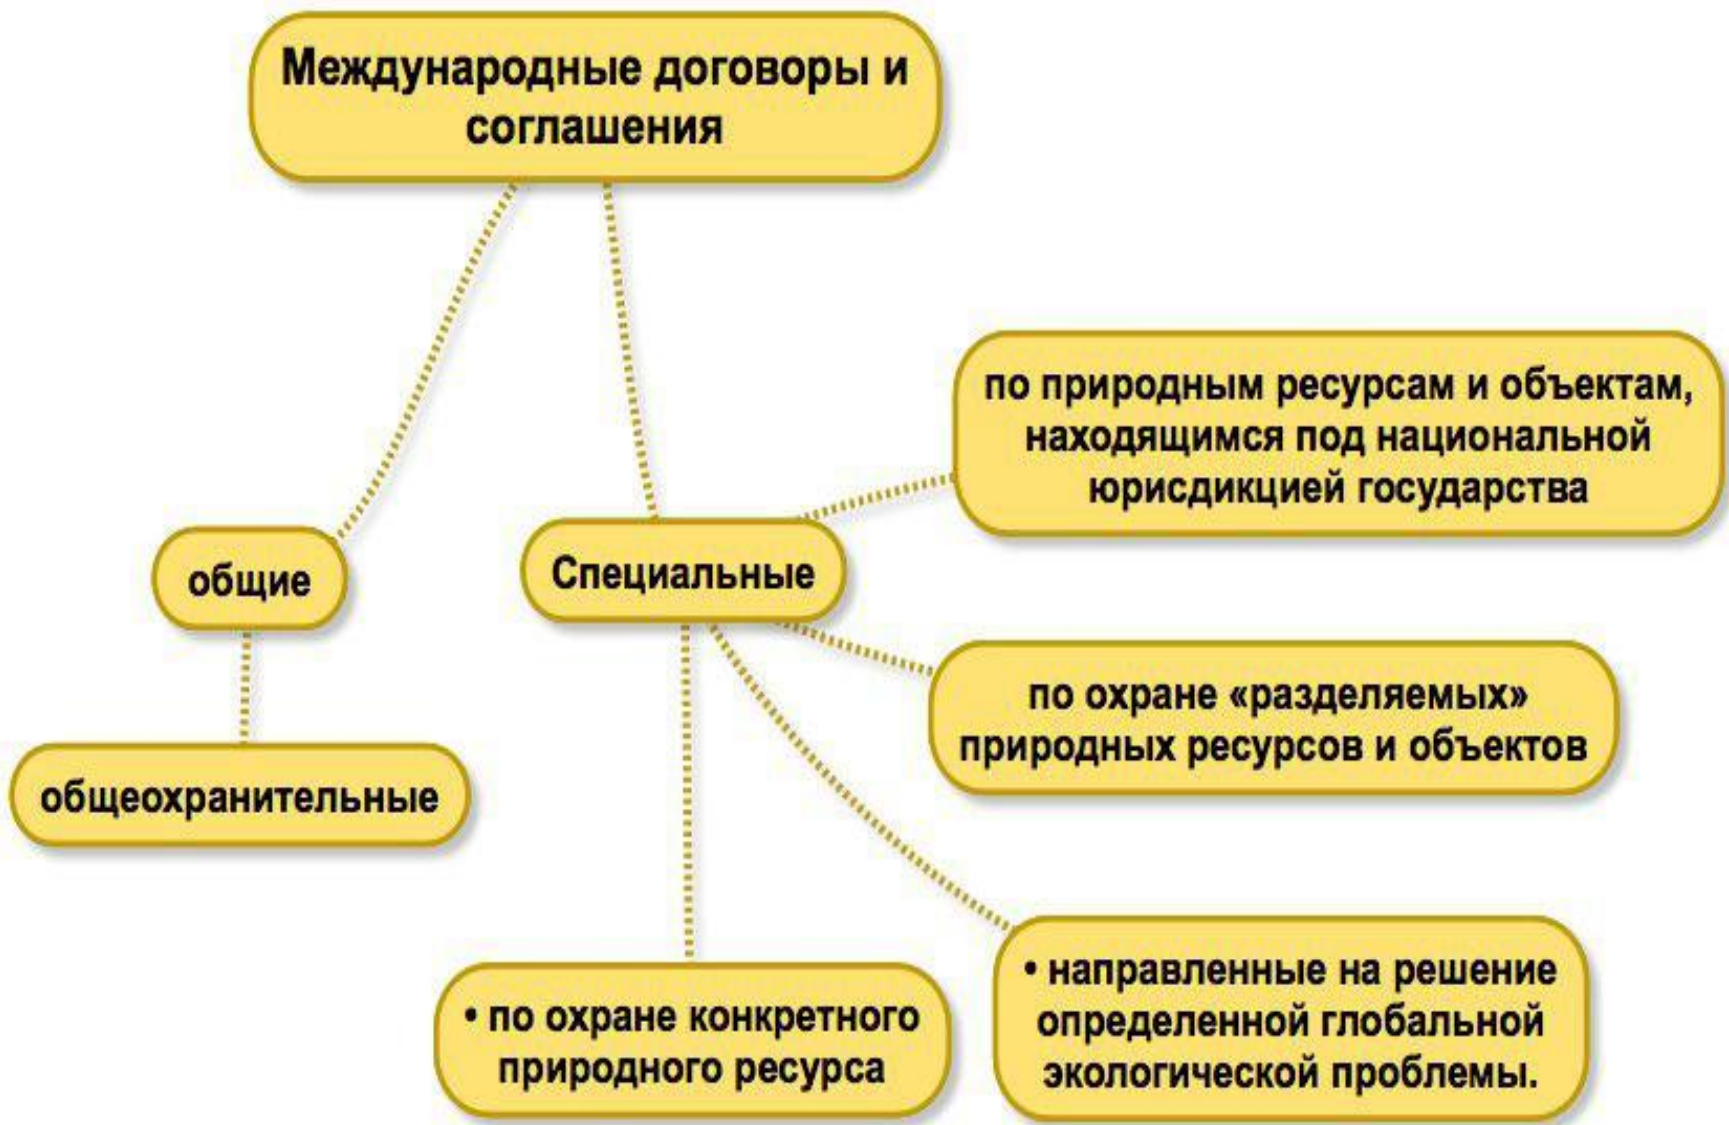 Международные договоры и
соглашения
по природным ресурсам и объектам,
находящимся под национальной
юрисдикцией государства
общие
Специальные
по охране «разделяемых»
природных ресурсов и объектов
общеохранительные
• по охране конкретного
природного ресурса
• направленные на решение
определенной глобальной
экологической проблемы.